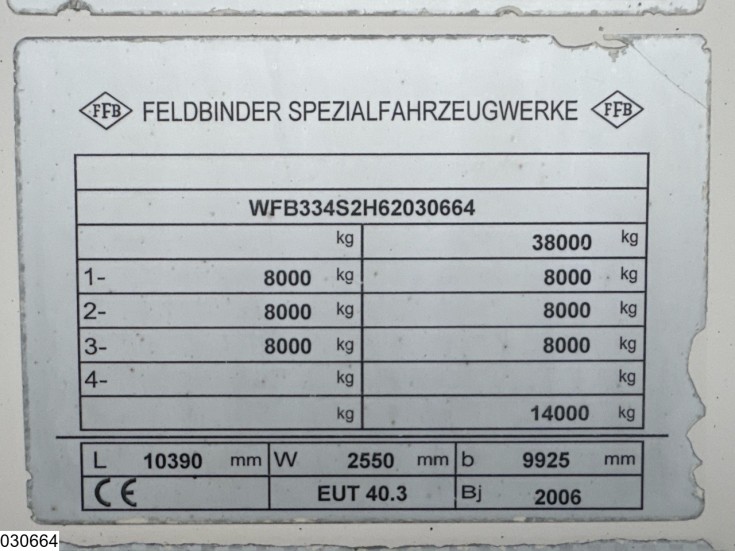 FFB FELDBINDER SPEZIALFAHRZEUGWERKE FFB
WFB334S2H62030664
kg 38000 kg
1- 8000 kg 8000 kg
2- 8000 kg 8000 kg
3- 8000 kg 8000 kg
4- kg kg
kg 14000 kg
L 10390 mm W 2550 mm b 9925 mm
CE EUT 40.3 Bj 2006
030664